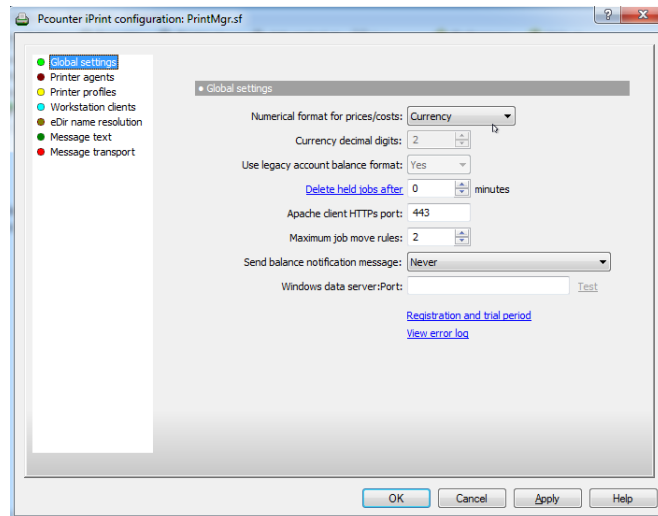 Pcounter iPrint configuration: PrintMgr.sf
Global settings
Printer agents
Printer profiles
Workstation clients
eDir name resolution
Message text
Message transport
Global settings
Numerical format for prices/costs: Currency
Currency decimal digits: 2
Use legacy account balance format: Yes
Delete held jobs after 0 minutes
Apache client HTTPs port: 443
Maximum job move rules: 2
Send balance notification message: Never
Windows data server:Port: Test
Registration and trial period
View error log
OK Cancel Apply Help